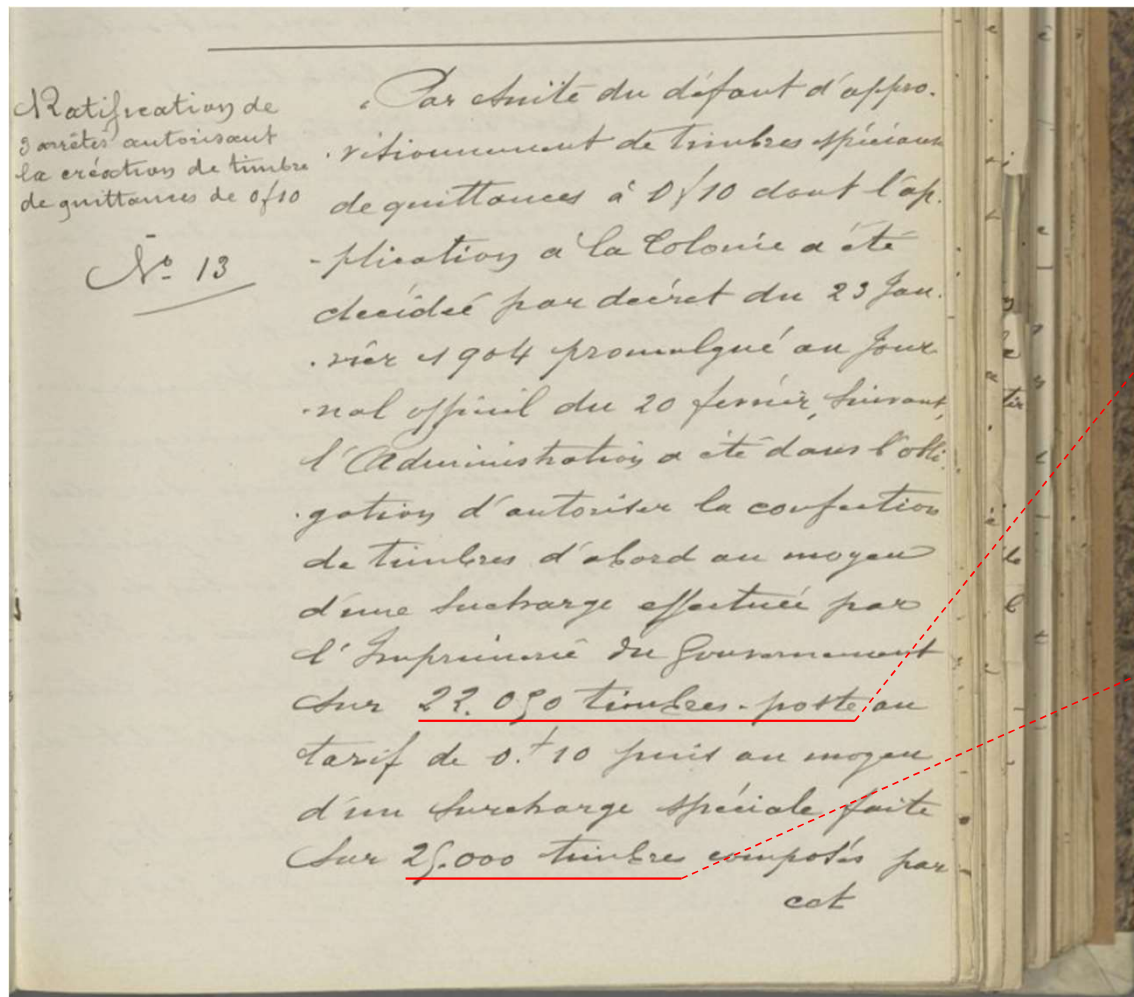 Ratification de
3 arrêtés autorisant
la création de timbre
de quittances de 0f10
N° 13
Par suite du défaut d'appro-
-visionnement de timbres spéciaux
de quittances à 0f10 dont l'ap-
-plication à la Colonie a été
décidée par décret du 23 Jan-
-vier 1904 promulgué au Jour-
-nal officiel du 20 février, suivant,
l'Administration a été dans l'obli-
-gation d'autoriser la confection
de timbres d'abord au moyen
d'une surcharge effectuée par
l'Imprimerie du Gouvernement
sur 22.050 timbres-poste au
tarif de 0.f10 puis au moyen
d'un surcharge spéciale faite
sur 25.000 timbres composés par
cet